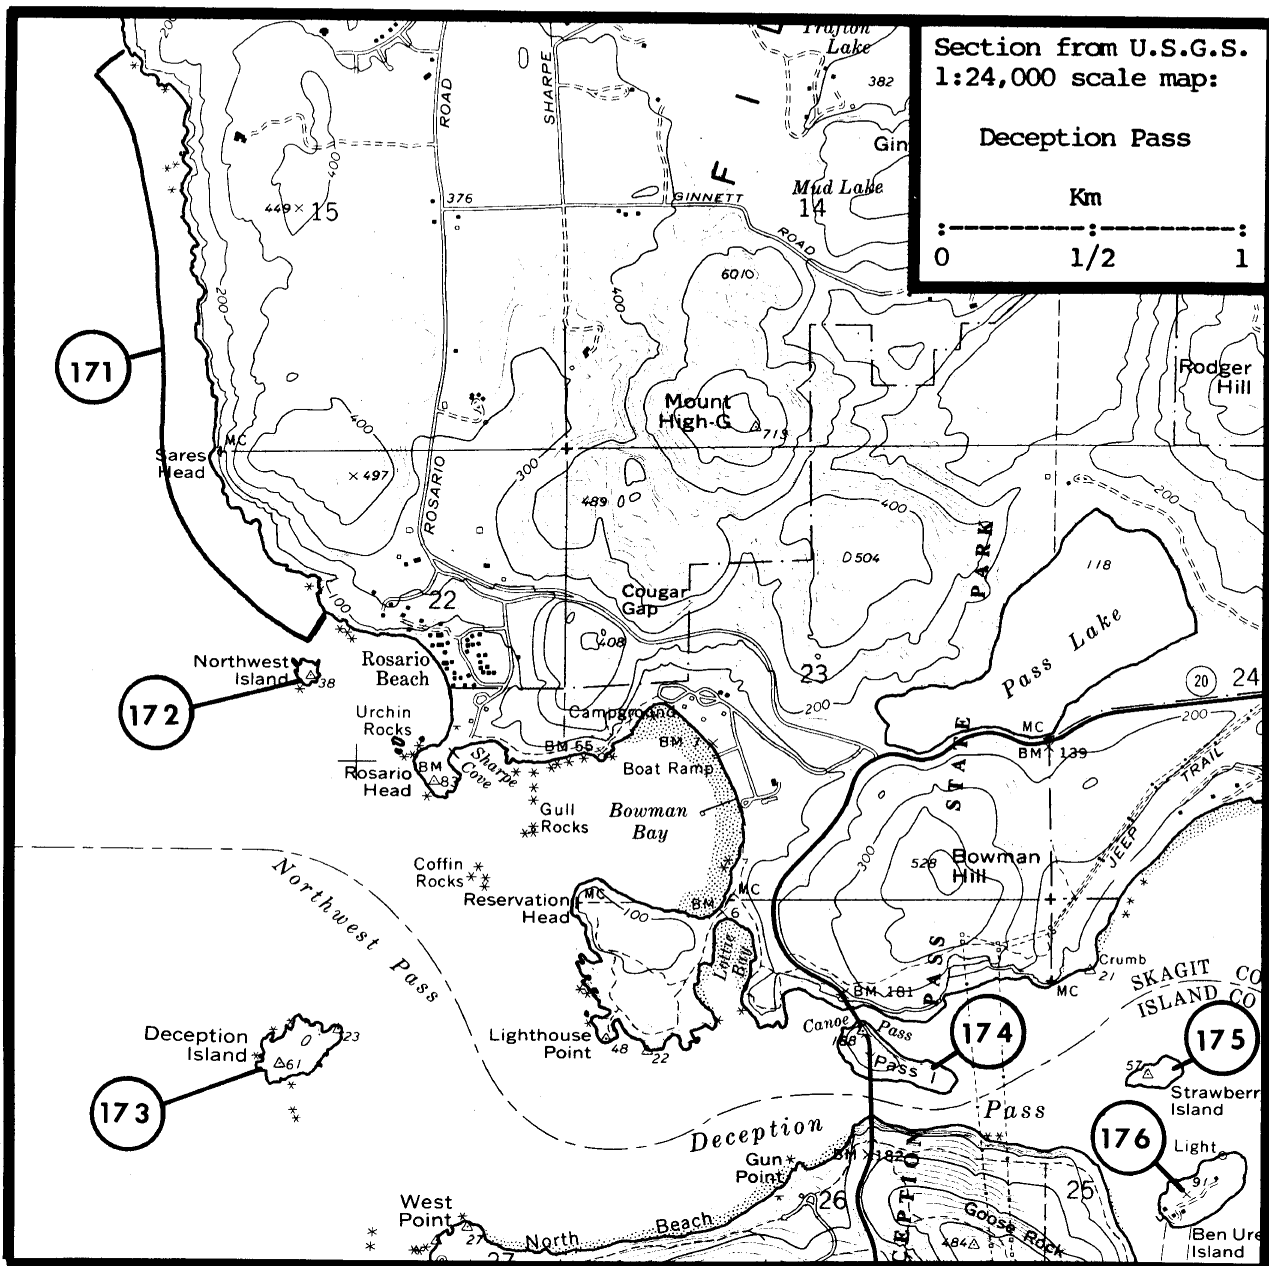 Section from U.S.G.S.
1:24,000 scale map:
Deception Pass
Km
0 1/2 1
200
Trafton
Lake
382
Gin
ROAD
SHARPE
F I
400
449 15
376
GINNETT
ROAD
Mud Lake
14
6010
400
200
171
Rodger
Hill
Mount
High-G
713
MC
Sares
Head
400
497
ROSARIO
300
489
400
D 504
200
PARK
118
Pass Lake
100
22
Cougar
Gap
408
23
20 24
200
200
Northwest
Island
38
172
Rosario
Beach
Urchin
Rocks
Campground
BM 55
BM 7
MC
BM 139
STATE
TRAIL
JEEP
Rosario
Head
BM
83
Sharpe
Cove
Boat Ramp
Gull
Rocks
Bowman
Bay
Coffin
Rocks
300
528
Bowman
Hill
Reservation
Head
MC
100
BM
6
MC
Northwest Pass
Lottie
Bay
PASS
Crumb
21
MC
SKAGIT CO
ISLAND CO
BM 181
Deception
Island
23
61
173
Lighthouse
Point
48
22
Canoe Pass
188
Pass
174
175
57
Strawberr
Island
Deception Pass
176
Light
91
Ben Ure
Island
Gun
Point
BM 182
CEPTION
26
25
West
Point
27
27
North Beach
Goose Rock
484